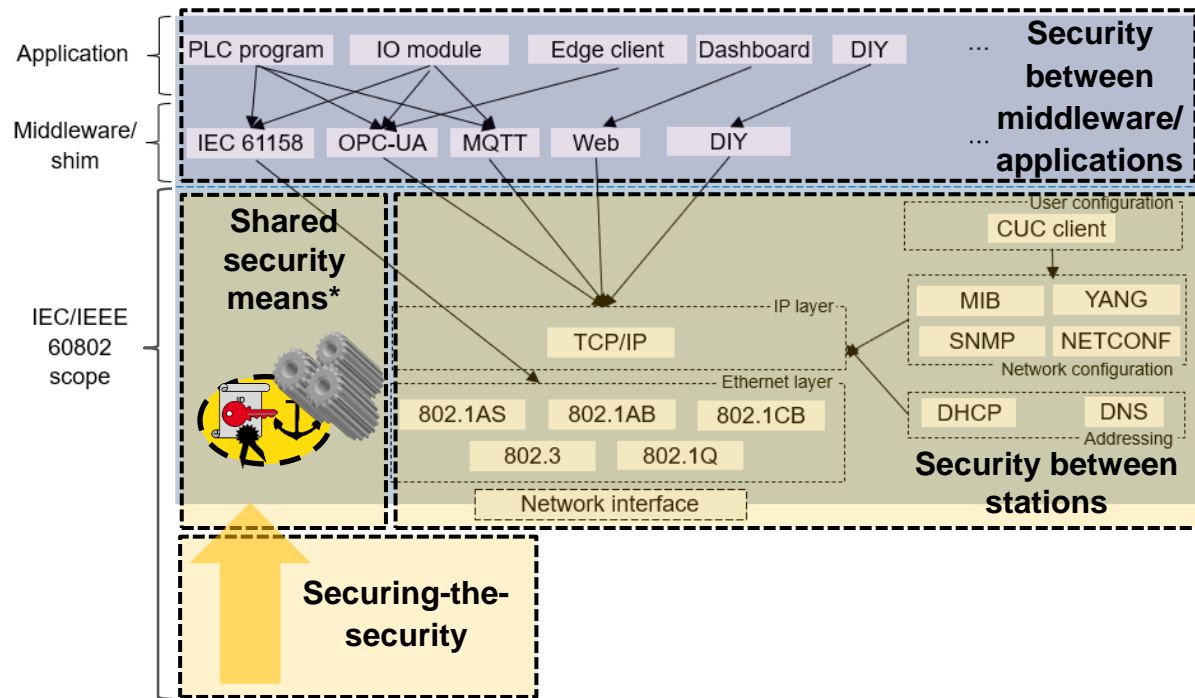 Application
PLC program
IO module
Edge client
Dashboard
DIY
...
Security
between
middleware/
applications
Middleware/
shim
IEC 61158
OPC-UA
MQTT
Web
DIY
...
IEC/IEEE
60802
scope
Shared
security
means*
ID
User configuration
CUC client
MIB
YANG
SNMP
NETCONF
Network configuration
IP layer
TCP/IP
Ethernet layer
802.1AS
802.1AB
802.1CB
802.3
802.1Q
DHCP
DNS
Addressing
Security between
stations
Network interface
Securing-the-
security